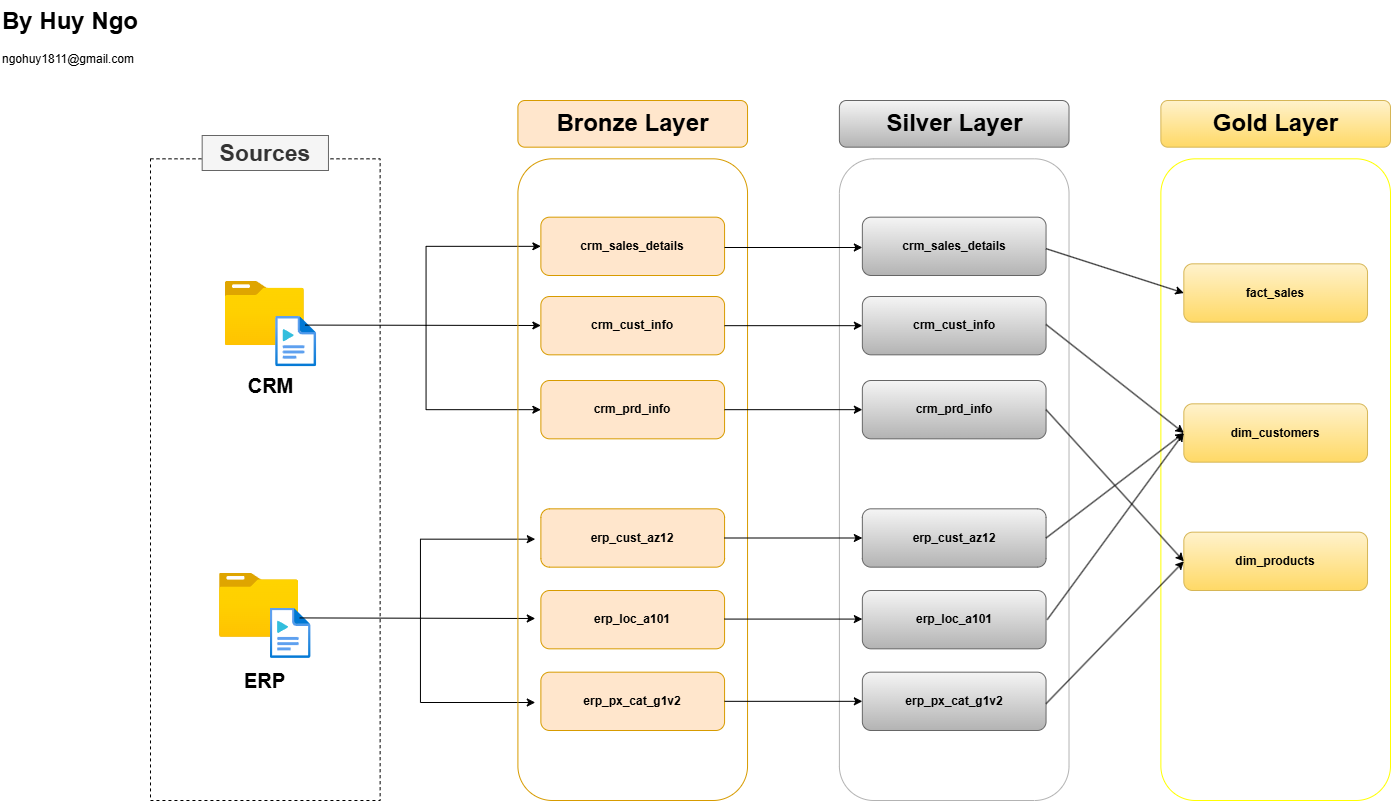 By Huy Ngo
ngohuy1811@gmail.com
Sources
Bronze Layer
Silver Layer
Gold Layer
crm_sales_details
crm_sales_details
fact_sales
crm_cust_info
crm_cust_info
CRM
crm_prd_info
crm_prd_info
dim_customers
erp_cust_az12
erp_cust_az12
dim_products
erp_loc_a101
erp_loc_a101
ERP
erp_px_cat_g1v2
erp_px_cat_g1v2